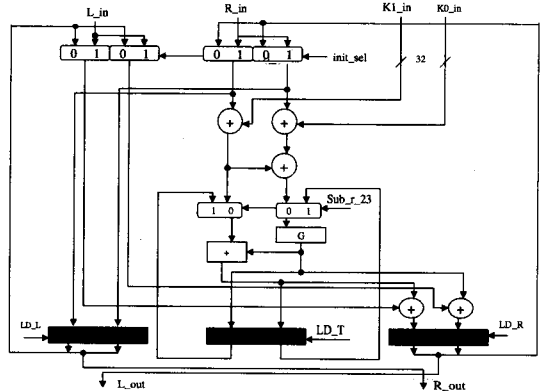 L_in R_in K1_in K0_in
0 1 0 1 0 1 0 1 init_sel 32
+ +
+
Sub_r_23
1 0 0 1
G
+
+ +
LD_L LD_T LD_R
L_out R_out